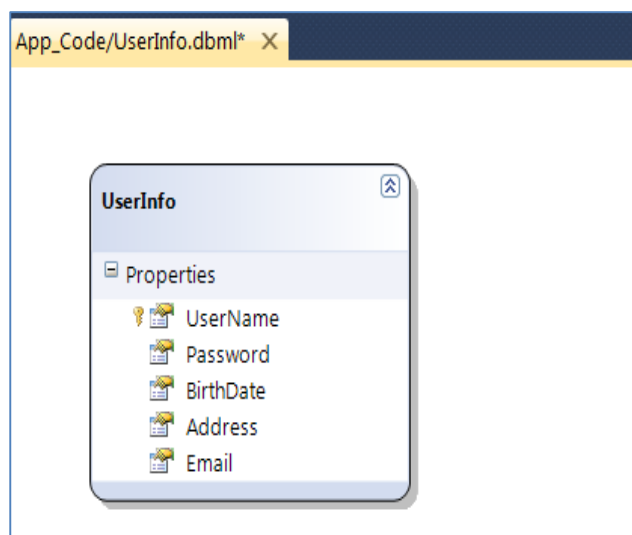 App_Code/UserInfo.dbml*
UserInfo
Properties
UserName
Password
BirthDate
Address
Email